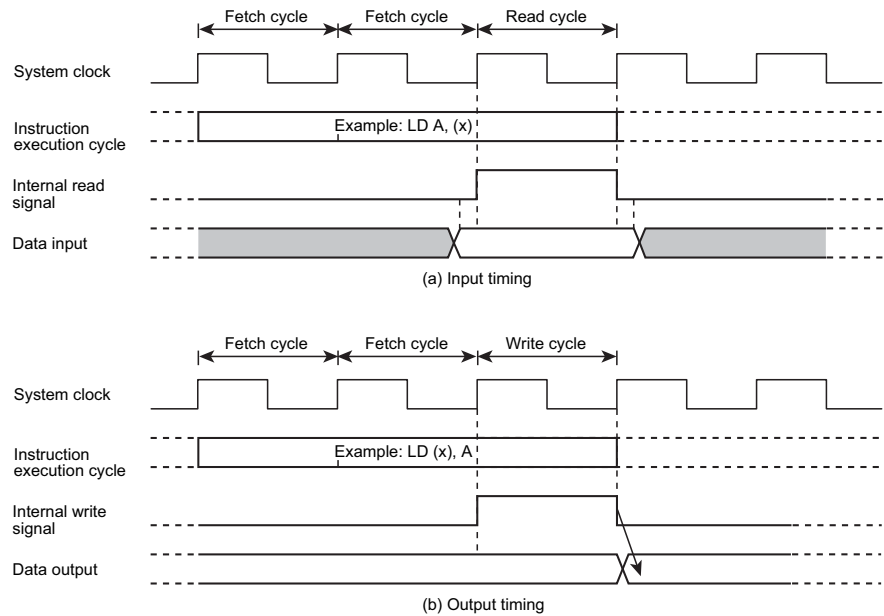 Fetch cycle Fetch cycle Read cycle
System clock
Instruction
execution cycle
Example: LD A, (x)
Internal read
signal
Data input
(a) Input timing
Fetch cycle Fetch cycle Write cycle
System clock
Instruction
execution cycle
Example: LD (x), A
Internal write
signal
Data output
(b) Output timing